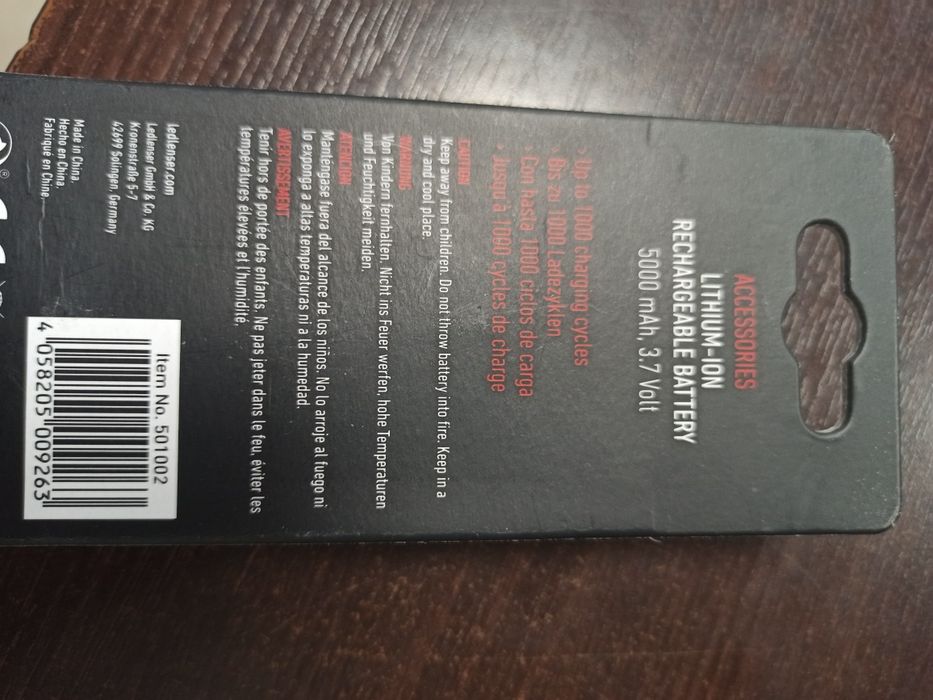 ACCESSORIES
LITHIUM-ION
RECHARGEABLE BATTERY
5000 mAh, 3.7 Volt
› Up to 1000 charging cycles
› Bis zu 1000 Ladezyklen
› Con hasta 1000 ciclos de carga
› Jusqu'à 1000 cycles de charge
CAUTION
Keep away from children. Do not throw battery into fire. Keep in a
dry and cool place.
WARNUNG
Von Kindern fernhalten. Nicht ins Feuer werfen, hohe Temperaturen
und Feuchtigkeit meiden.
ATENCIÓN
Manténgase fuera del alcance de los niños. No lo arroje al fuego ni
lo exponga a altas temperaturas ni a la humedad.
AVERTISSEMENT
Tenir hors de portée des enfants. Ne pas jeter dans le feu, éviter les
températures élevées et l'humidité.
ledlenser.com
Ledlenser GmbH & Co. KG
Kronenstraße 5-7
42699 Solingen, Germany
Made in China.
Hecho en China.
Fabriqué en Chine.
Item No. 501002
4 058205 009263